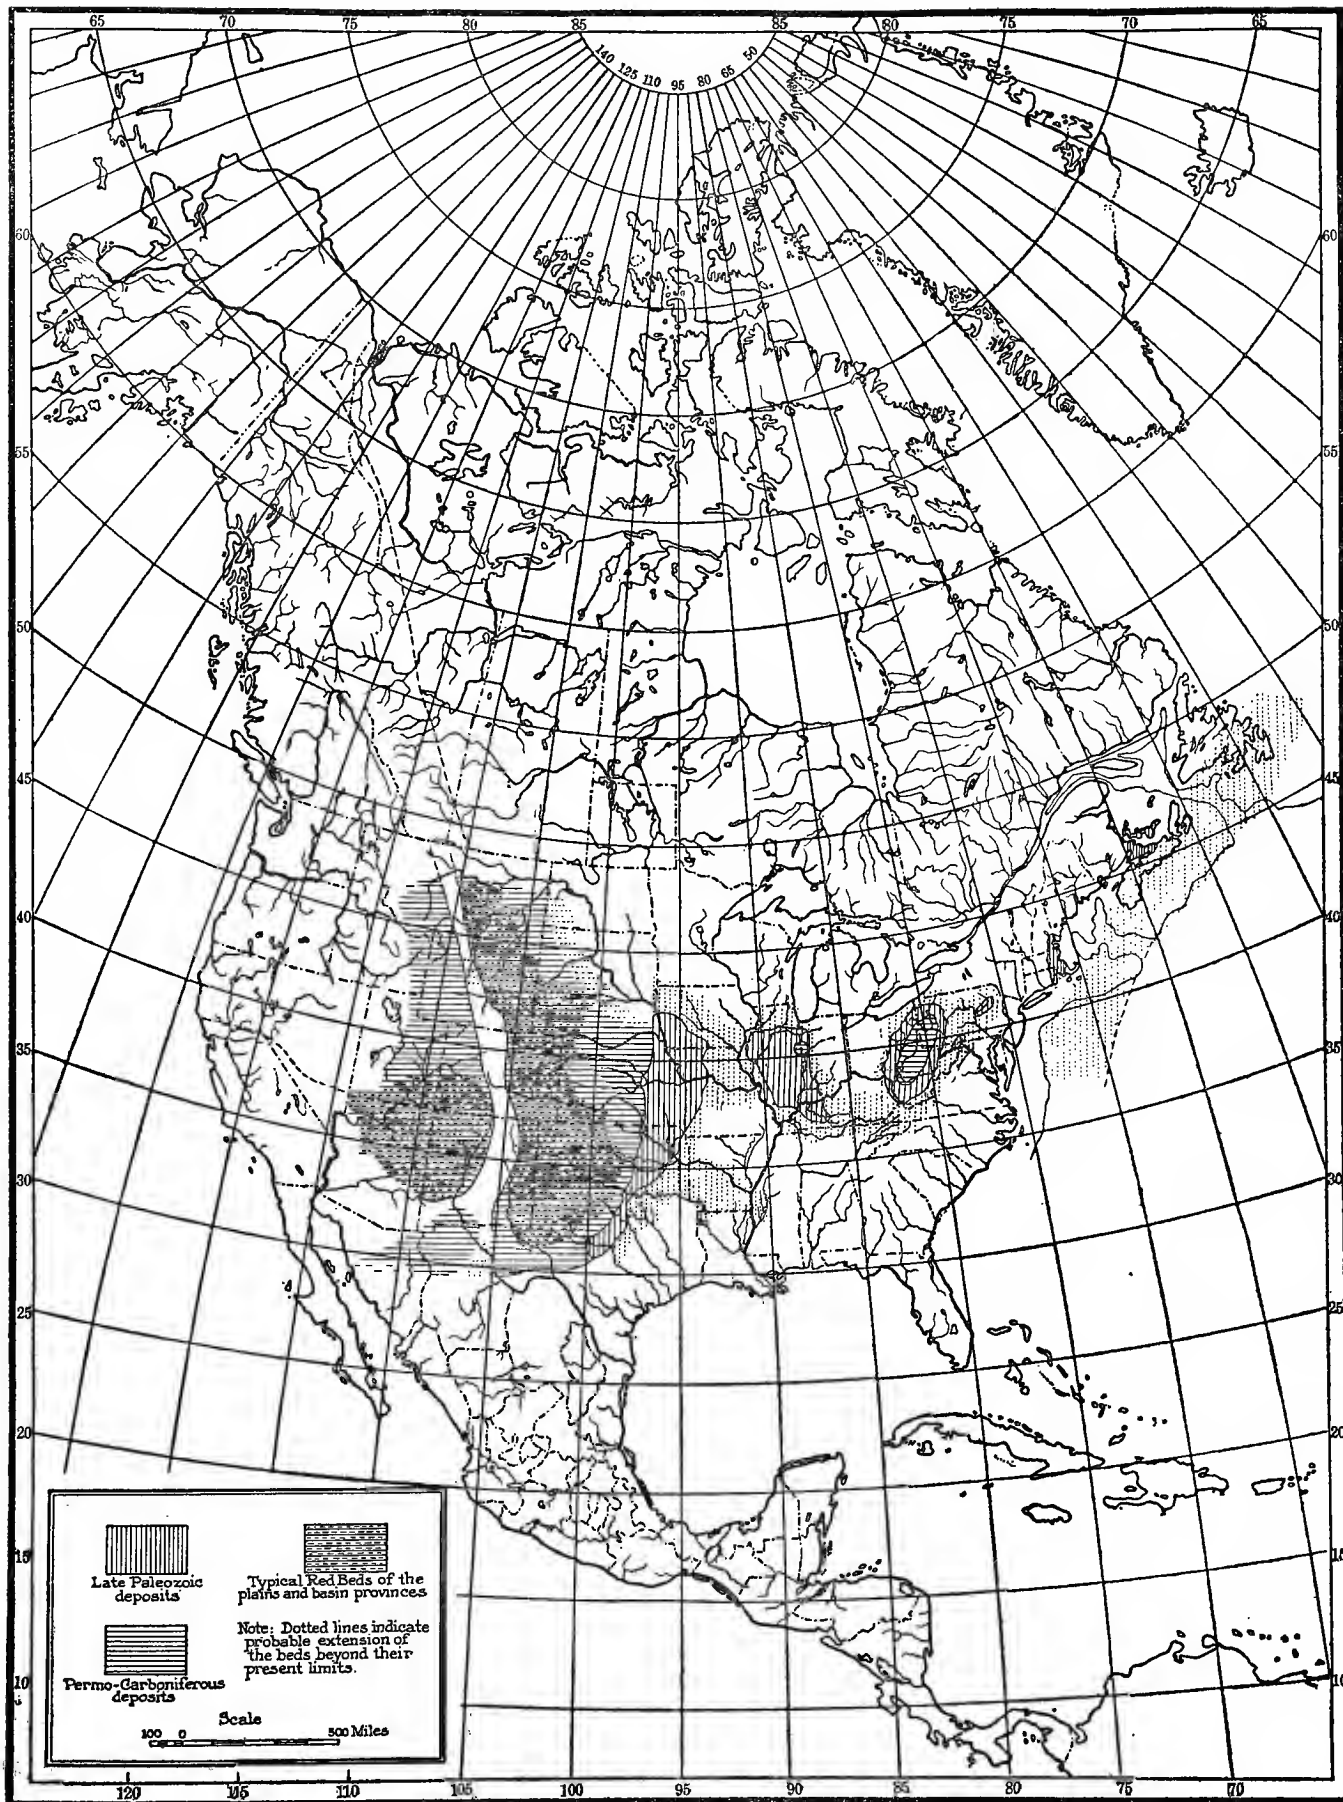 65 70 75 80 85 85 80 75 70 65
140 125 110 95 80 65 50
60 60
55 55
50 50
45 45
40 40
35 35
30 30
25 25
20 20
15 15
10 10
Late Paleozoic
deposits
Typical Red Beds of the
plains and basin provinces
Permo-Carboniferous
deposits
Note: Dotted lines indicate
probable extension of
the beds beyond their
present limits.
Scale
100 0 500 Miles
120 115 110 105 100 95 90 85 80 75 70